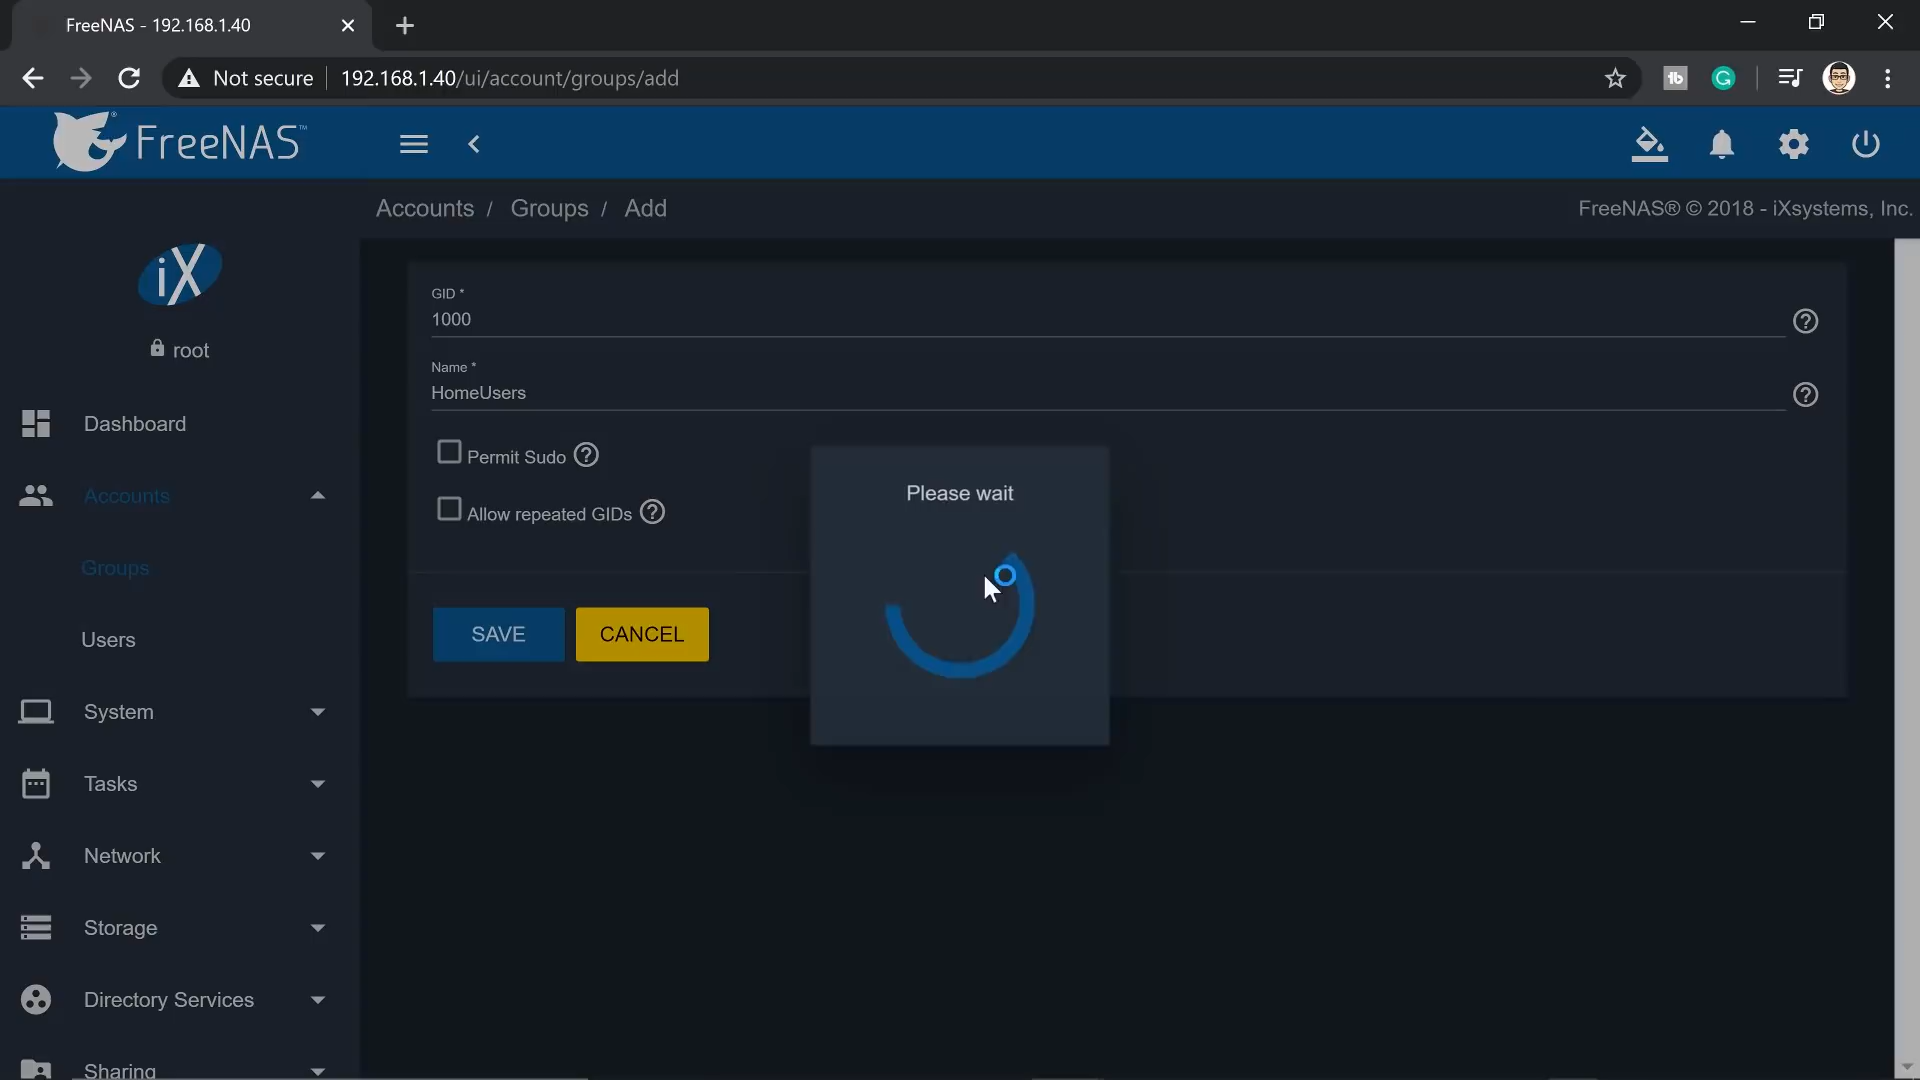 FreeNAS - 192.168.1.40
Not secure
192.168.1.40/ui/account/groups/add
FreeNAS™
Accounts / Groups / Add
FreeNAS® © 2018 - iXsystems, Inc.
iX
root
Dashboard
Accounts
Groups
Users
System
Tasks
Network
Storage
Directory Services
Sharing
GID *
1000
Name *
HomeUsers
Permit Sudo
Allow repeated GIDs
SAVE
CANCEL
Please wait